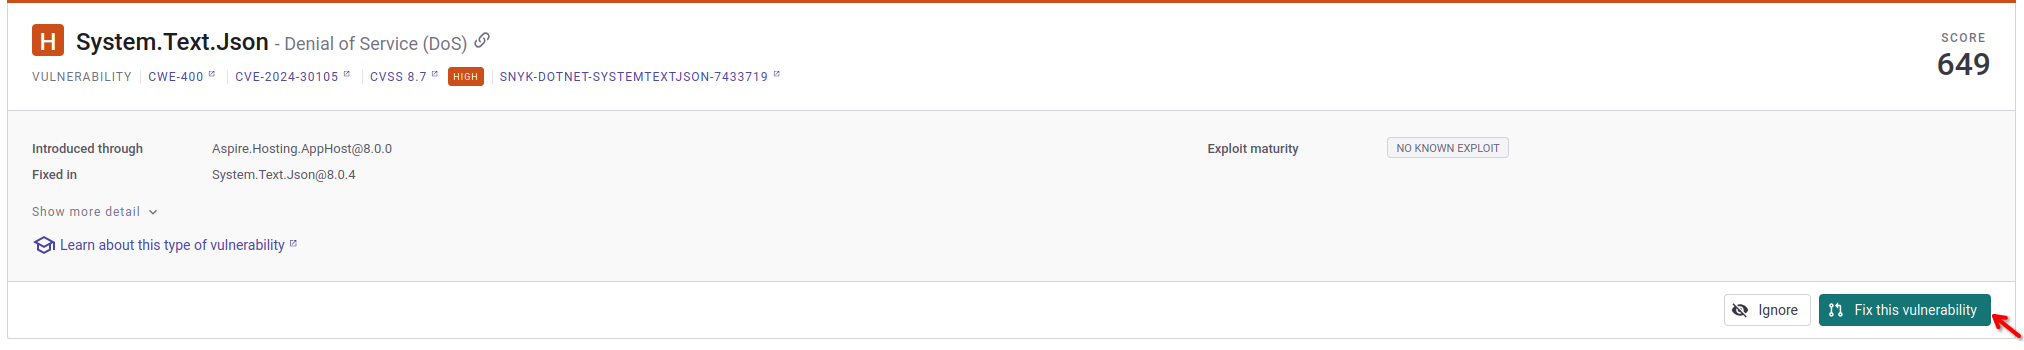 H System.Text.Json - Denial of Service (DoS)
SCORE
649
VULNERABILITY CWE-400 CVE-2024-30105 CVSS 8.7 HIGH SNYK-DOTNET-SYSTEMTEXTJSON-7433719
Introduced through Aspire.Hosting.AppHost@8.0.0 Exploit maturity NO KNOWN EXPLOIT
Fixed in System.Text.Json@8.0.4
Show more detail
Learn about this type of vulnerability
Ignore Fix this vulnerability